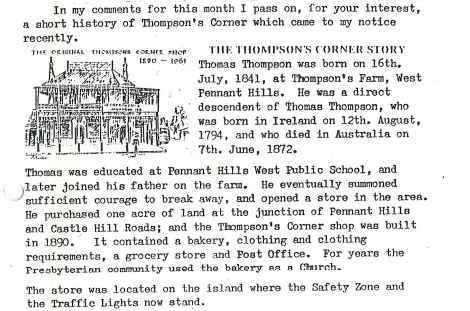 In my comments for this month I pass on, for your interest,
a short history of Thompson's Corner which came to my notice
recently.
THE ORIGINAL THOMPSONS CORNER SHOP
1890 - 1961
THE THOMPSON'S CORNER STORY
Thomas Thompson was born on 16th.
July, 1841, at Thompson's Farm, West
Pennant Hills. He was a direct
descendent of Thomas Thompson, who
was born in Ireland on 12th. August,
1794, and who died in Australia on
7th. June, 1872.
Thomas was educated at Pennant Hills West Public School, and
later joined his father on the farm. He eventually summoned
sufficient courage to break away, and opened a store in the area.
He purchased one acre of land at the junction of Pennant Hills
and Castle Hill Roads; and the Thompson's Corner shop was built
in 1890. It contained a bakery, clothing and clothing
requirements, a grocery store and Post Office. For years the
Presbyterian community used the bakery as a Church.
The store was located on the island where the Safety Zone and
the Traffic Lights now stand.